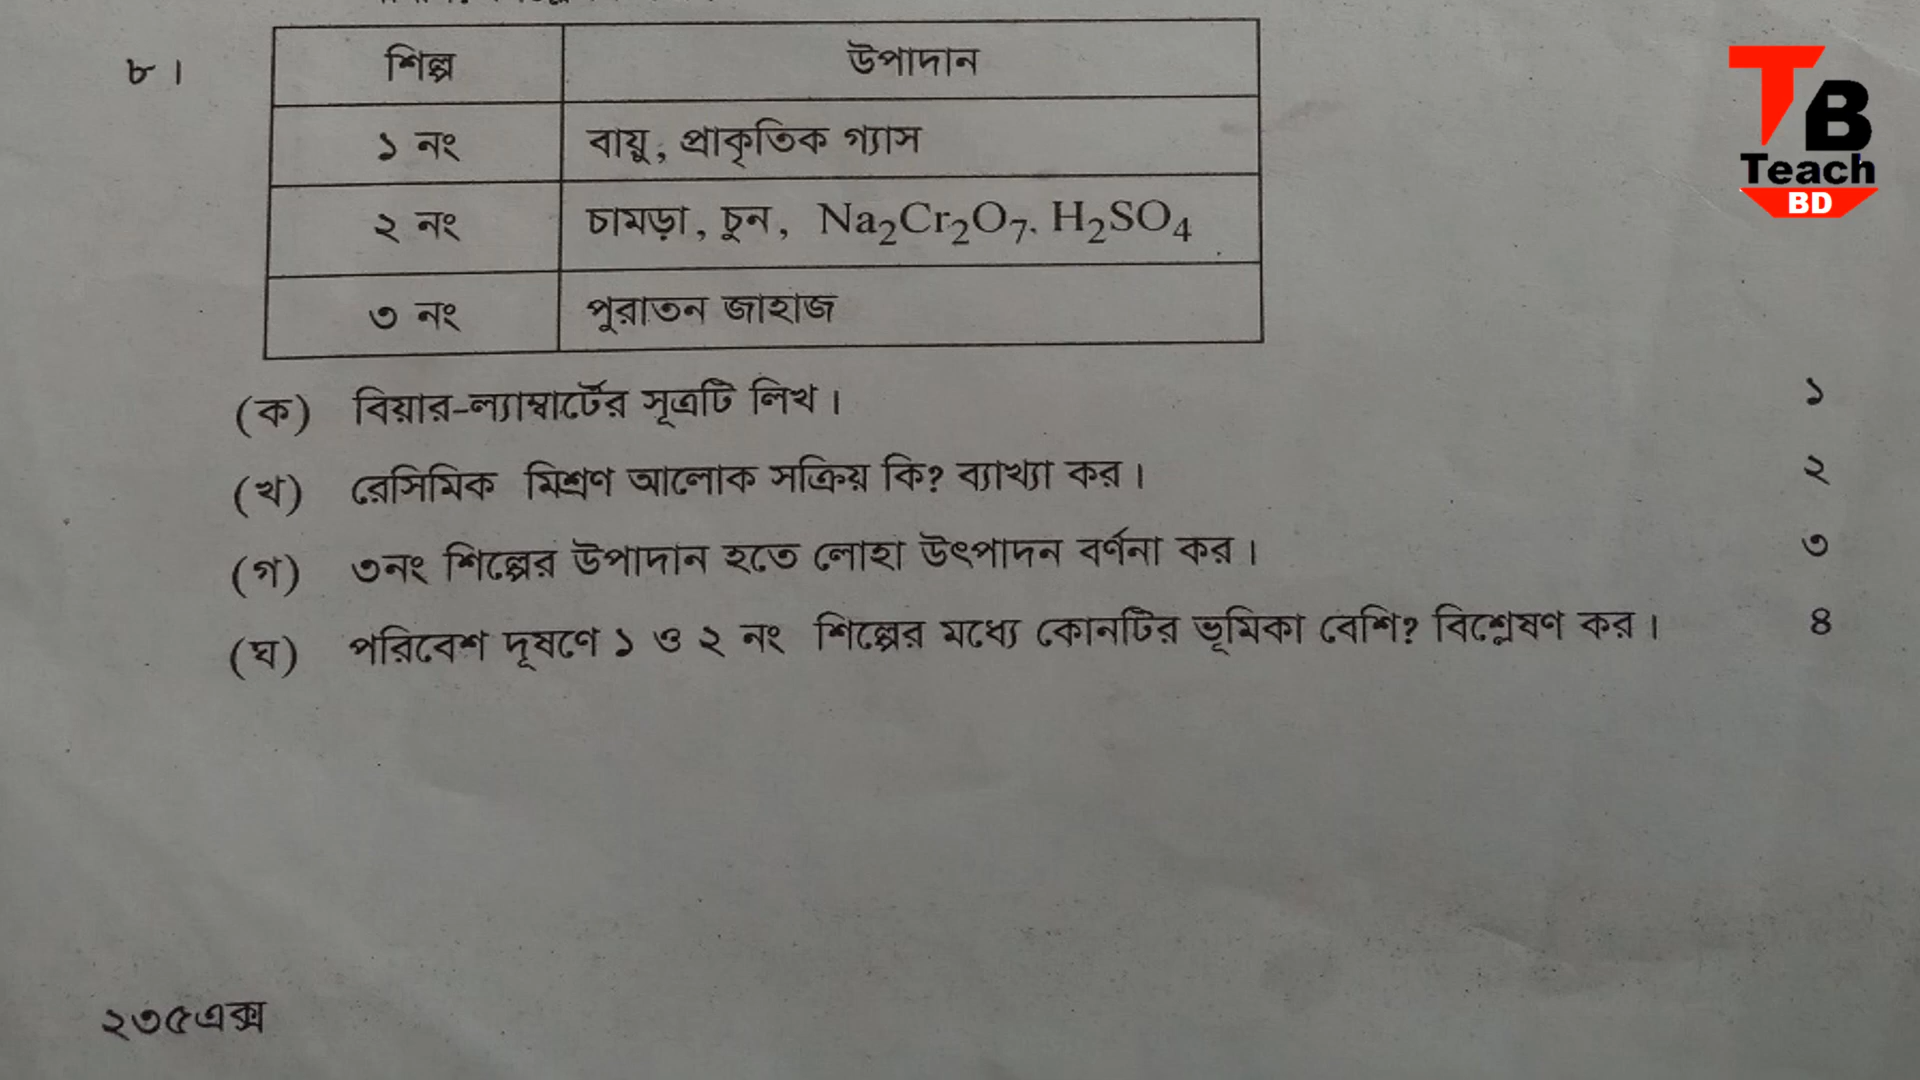 ৮।
শিল্প উপাদান
১ নং বায়ু, প্রাকৃতিক গ্যাস
২ নং চামড়া, চুন, Na2Cr2O7. H2SO4
৩ নং পুরাতন জাহাজ
(ক) বিয়ার-ল্যাম্বার্টের সূত্রটি লিখ। ১
(খ) রেসিমিক মিশ্রণ আলোক সক্রিয় কি? ব্যাখ্যা কর। ২
(গ) ৩নং শিল্পের উপাদান হতে লোহা উৎপাদন বর্ণনা কর। ৩
(ঘ) পরিবেশ দূষণে ১ ও ২ নং শিল্পের মধ্যে কোনটির ভূমিকা বেশি? বিশ্লেষণ কর। ৪
২৩৫এক্স
TB
Teach
BD